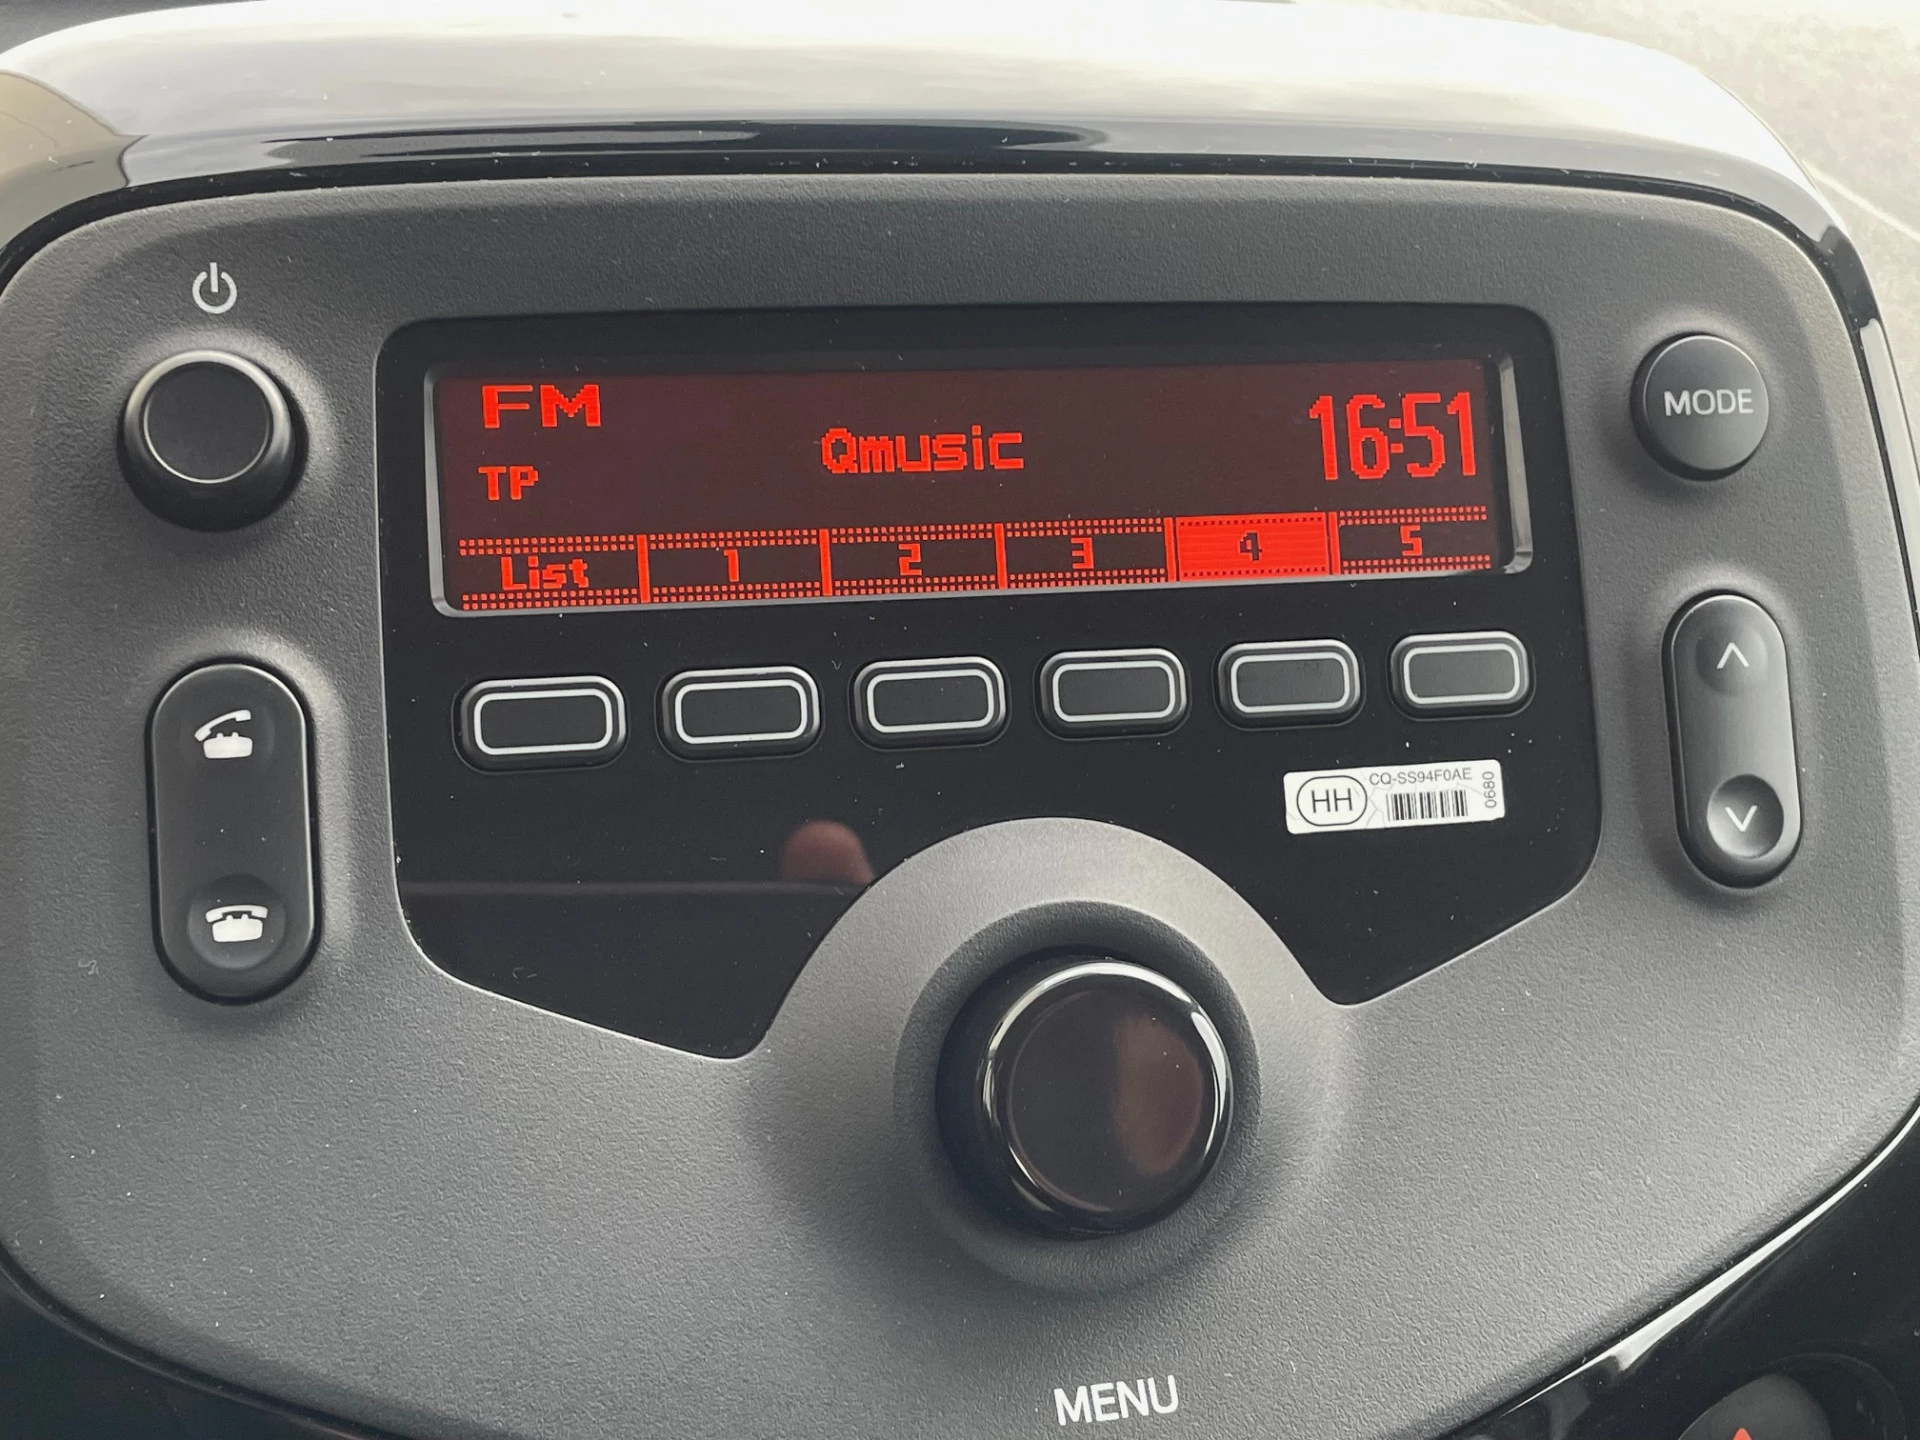 FM
Qmusic
16:51
TP
List 1 2 3 4 5
MODE
HH
CQ-SS94F0AE
0680
MENU